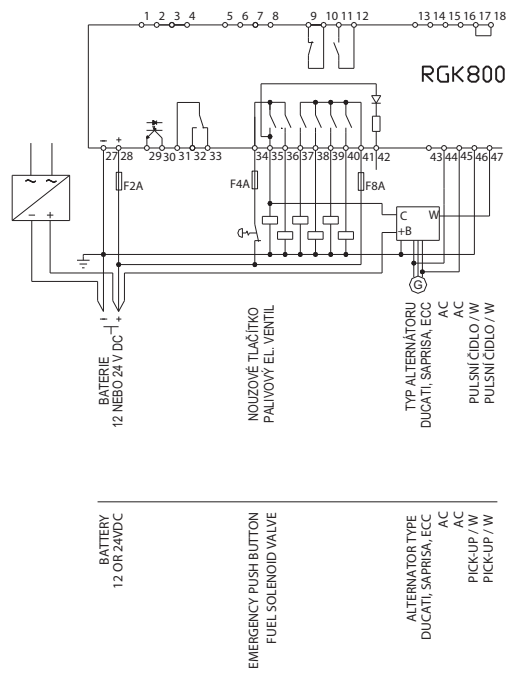 1 2 3 4 5 6 7 8 9 10 11 12 13 14 15 16 17 18
RGK800
27 28 29 30 31 32 33 34 35 36 37 38 39 40 41 42 43 44 45 46 47
− +
F2A
F4A
F8A
~ ~
− +
C W
+B
G
− +
BATERIE
12 NEBO 24 V DC
NOUZOVÉ TLAČÍTKO
PALIVOVÝ EL. VENTIL
TYP ALTERNÁTORU
DUCATI, SAPRISA, ECC
AC
AC
PULSNÍ ČIDLO / W
PULSNÍ ČIDLO / W
BATTERY
12 OR 24VDC
EMERGENCY PUSH BUTTON
FUEL SOLENOID VALVE
ALTERNATOR TYPE
DUCATI, SAPRISA, ECC
AC
AC
PICK-UP / W
PICK-UP / W